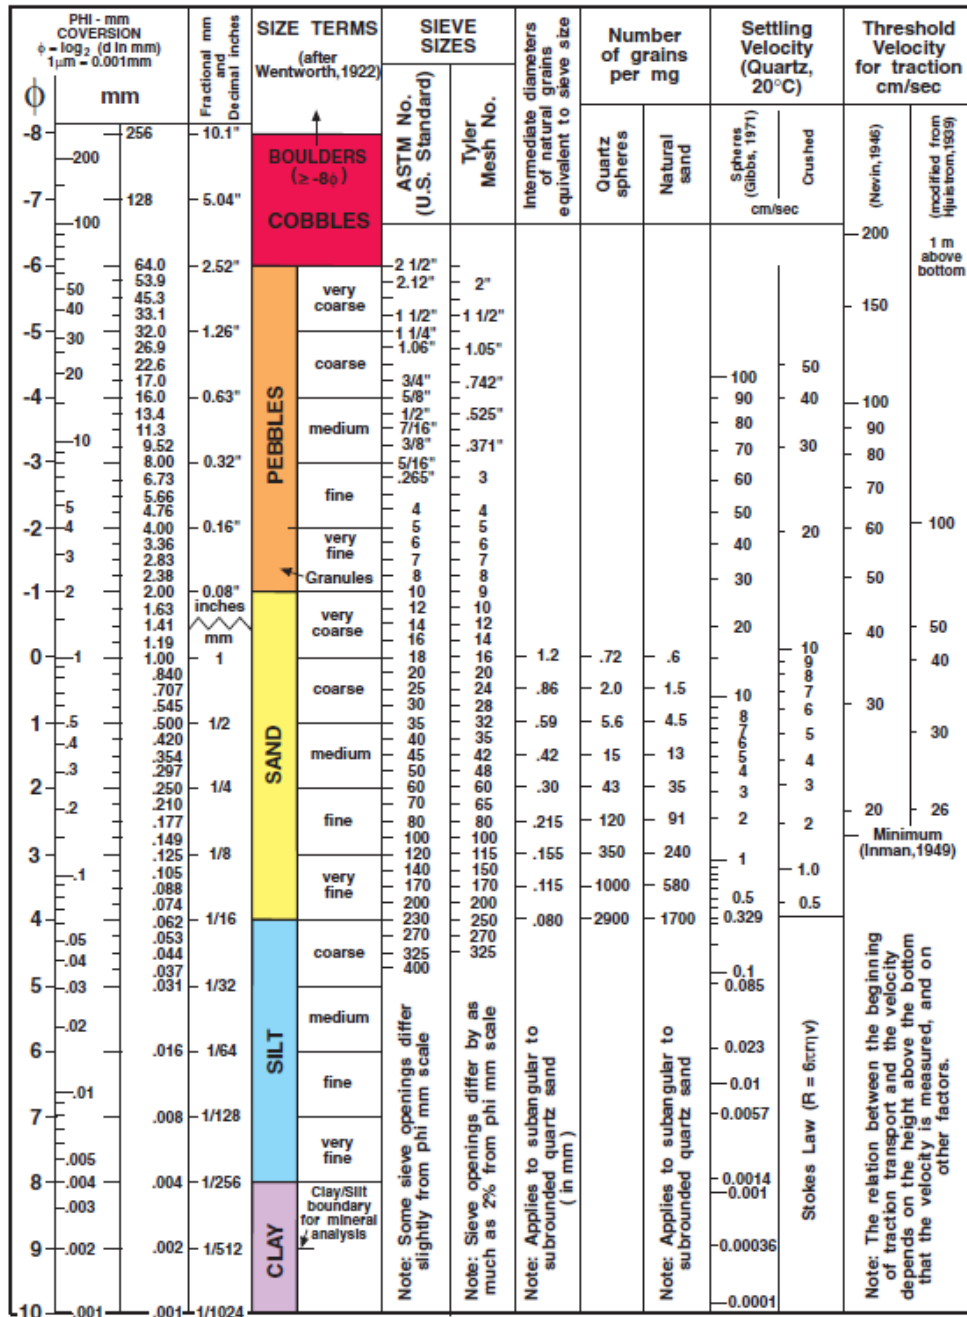 PHI - mm
COVERSION
ϕ = log₂ (d in mm)
1µm = 0.001mm
ϕ
mm
Fractional mm
and
Decimal inches
SIZE TERMS
(after
Wentworth,1922)
SIEVE
SIZES
ASTM No.
(U.S. Standard)
Tyler
Mesh No.
Intermediate diameters
of natural grains
equivalent to sieve size
Number
of grains
per mg
Quartz
spheres
Natural
sand
Settling
Velocity
(Quartz,
20°C)
Spheres
(Gibbs, 1971)
Crushed
cm/sec
Threshold
Velocity
for traction
cm/sec
(Nevin,1946)
(modified from
Hjuistrom,1939)
1 m
above
bottom
-8
-7
-6
-5
-4
-3
-2
-1
0
1
2
3
4
5
6
7
8
9
10
200
100
50
40
30
20
10
5
4
3
2
1
.5
.4
.3
.2
.1
.05
.04
.03
.02
.01
.005
.004
.003
.002
.001
256
128
64.0
53.9
45.3
33.1
32.0
26.9
22.6
17.0
16.0
13.4
11.3
9.52
8.00
6.73
5.66
4.76
4.00
3.36
2.83
2.38
2.00
1.63
1.41
1.19
1.00
.840
.707
.545
.500
.420
.354
.297
.250
.210
.177
.149
.125
.105
.088
.074
.062
.053
.044
.037
.031
.016
.008
.004
.002
.001
10.1"
5.04"
2.52"
1.26"
0.63"
0.32"
0.16"
0.08"
inches
mm
1
1/2
1/4
1/8
1/16
1/32
1/64
1/128
1/256
1/512
1/1024
BOULDERS
(≥ -8ϕ)
COBBLES
PEBBLES
SAND
SILT
CLAY
very
coarse
coarse
medium
fine
very
fine
Granules
very
coarse
coarse
medium
fine
very
fine
coarse
medium
fine
very
fine
Clay/Silt
boundary
for mineral
analysis
2 1/2"
2.12"
1 1/2"
1 1/4"
1.06"
3/4"
5/8"
1/2"
7/16"
3/8"
5/16"
.265"
4
5
6
7
8
10
12
14
16
18
20
25
30
35
40
45
50
60
70
80
100
120
140
170
200
230
270
325
400
Note: Some sieve openings differ
slightly from phi mm scale
2"
1 1/2"
1.05"
.742"
.525"
.371"
3
4
5
6
7
8
9
10
12
14
16
20
24
28
32
35
42
48
60
65
80
100
115
150
170
200
250
270
325
Note: Sieve openings differ by as
much as 2% from phi mm scale
1.2
.86
.59
.42
.30
.215
.155
.115
.080
Note: Applies to subangular to
subrounded quartz sand
( in mm )
.72
2.0
5.6
15
43
120
350
1000
2900
.6
1.5
4.5
13
35
91
240
580
1700
Note: Applies to subangular to
subrounded quartz sand
100
90
80
70
60
50
40
30
20
10
8
7
6
5
4
3
2
1
0.5
0.329
0.1
0.085
0.023
0.01
0.0057
0.0014
0.001
0.00036
0.0001
50
40
30
20
10
9
8
7
6
5
4
3
2
1.0
0.5
Stokes Law (R = 6πrηv)
200
150
100
90
80
70
60
50
40
30
20
100
50
40
30
26
Minimum
(Inman,1949)
Note: The relation between the beginning
of traction transport and the velocity
depends on the height above the bottom
that the velocity is measured, and on
other factors.